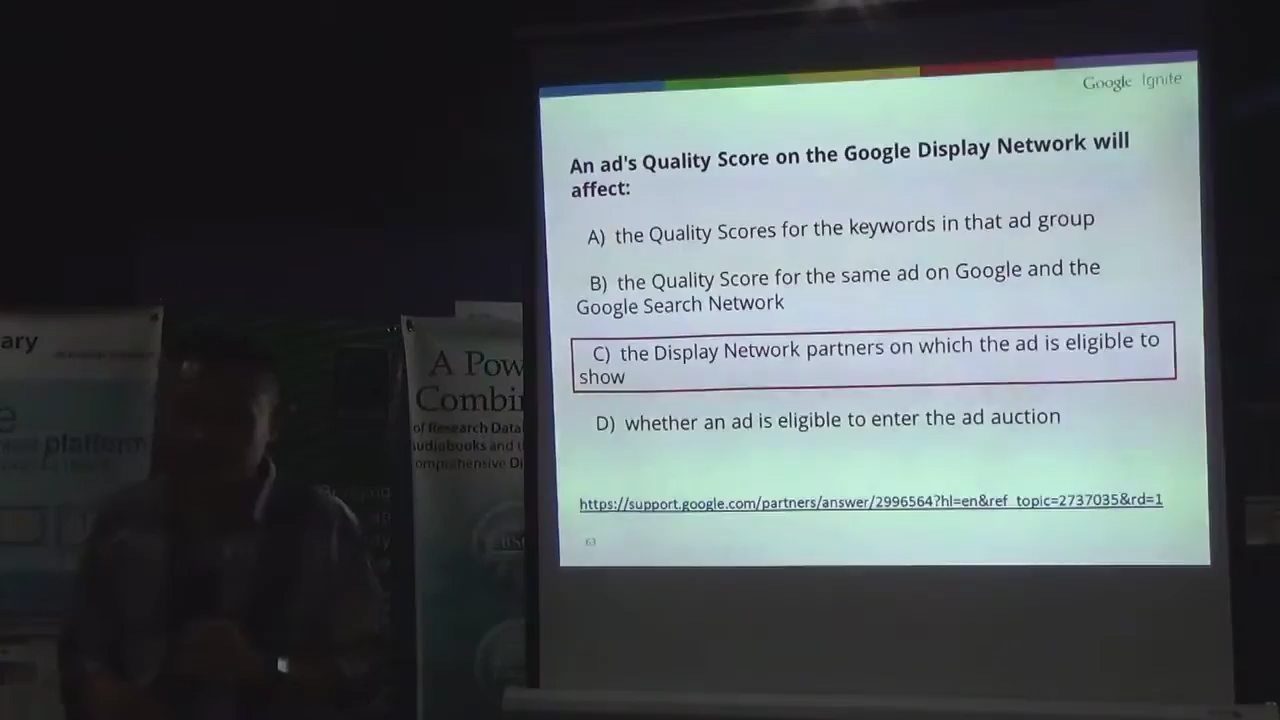 Google Ignite
An ad's Quality Score on the Google Display Network will
affect:
A) the Quality Scores for the keywords in that ad group
B) the Quality Score for the same ad on Google and the
Google Search Network
C) the Display Network partners on which the ad is eligible to
show
D) whether an ad is eligible to enter the ad auction
https://support.google.com/partners/answer/2996564?hl=en&ref_topic=2737035&rd=1
63
ary
platform
A Pow
Combi
of Research Data
udiobooks and
omprehensive Di